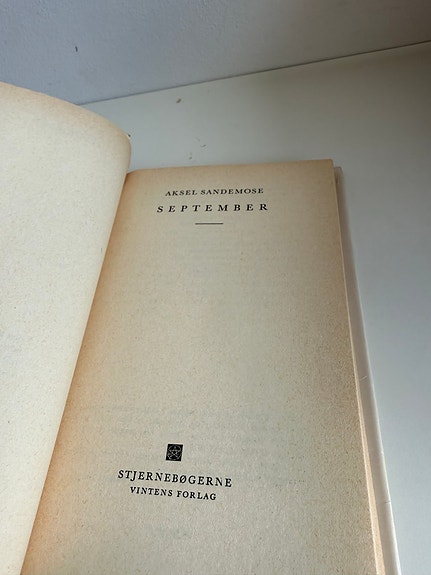 AKSEL SANDEMOSE
SEPTEMBER
STJERNEBØGERNE
VINTENS FORLAG